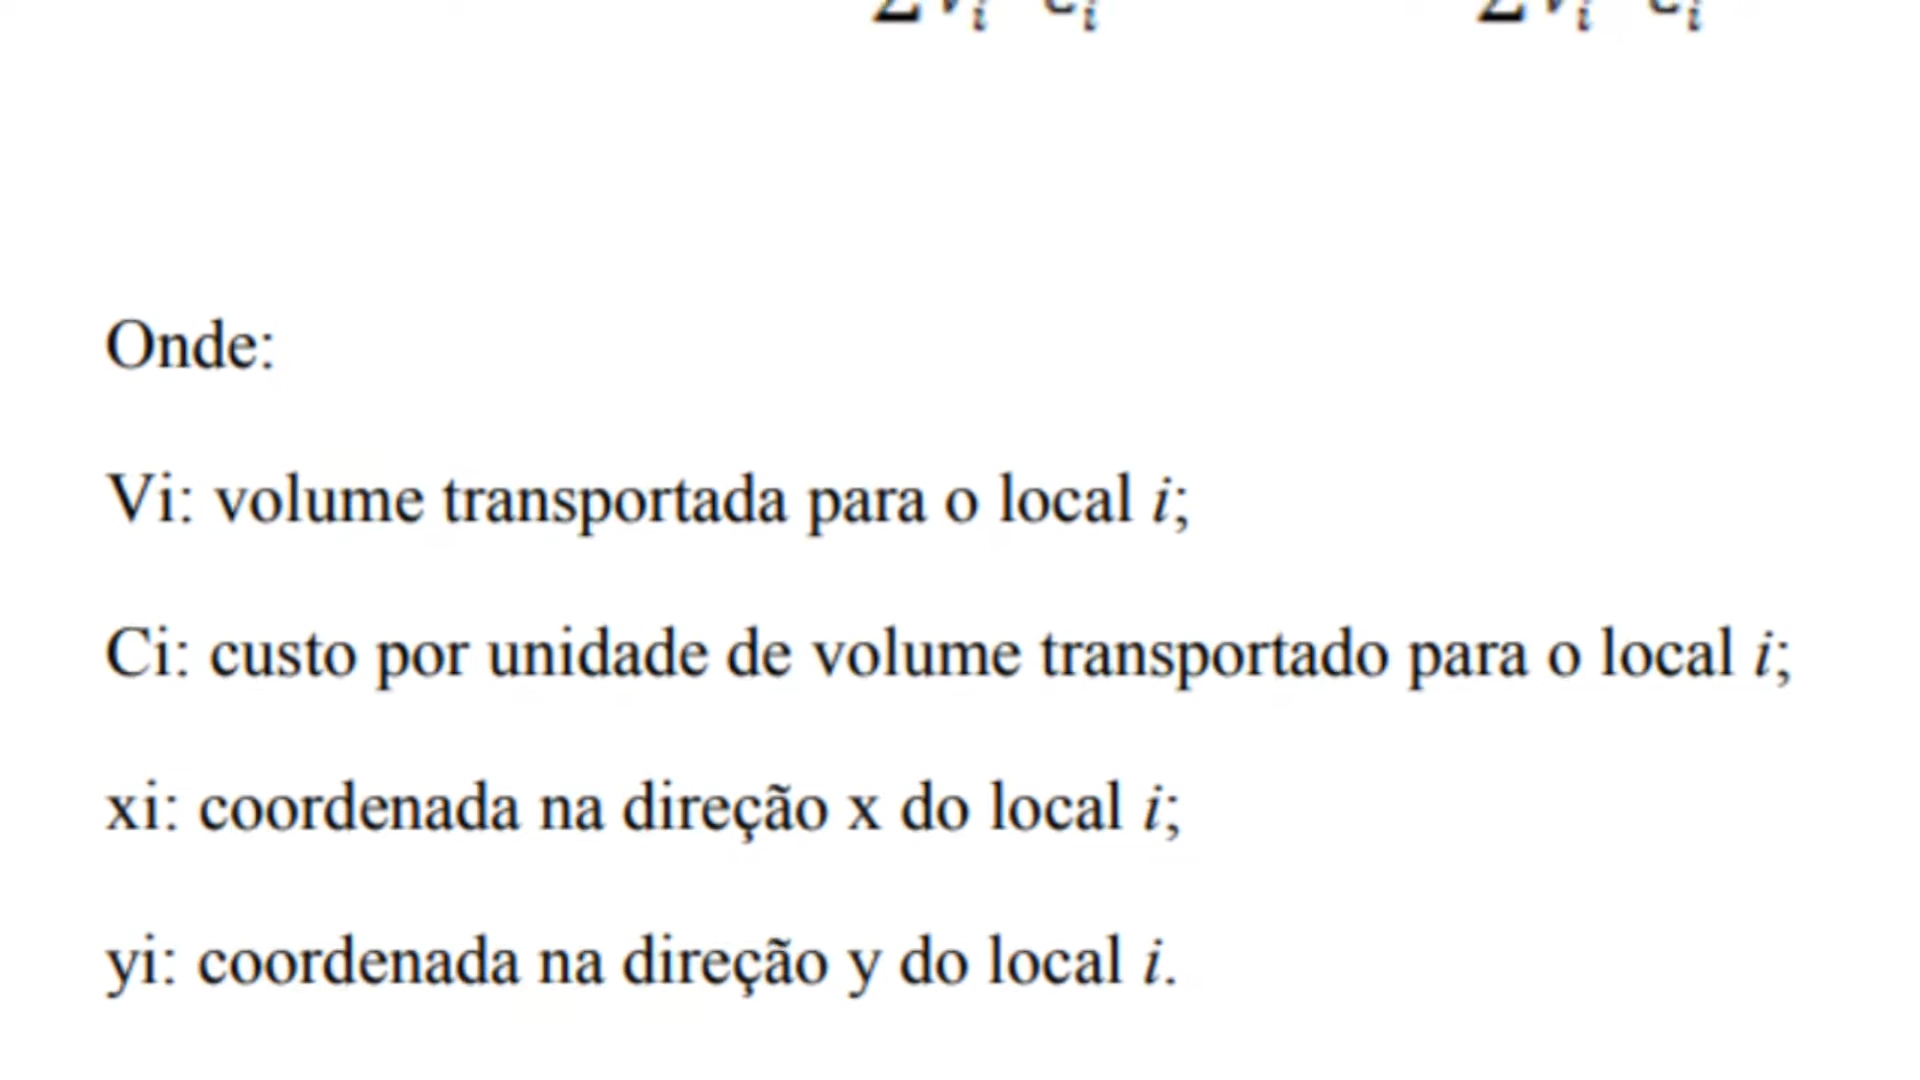 Onde:
Vi: volume transportada para o local i;
Ci: custo por unidade de volume transportado para o local i;
xi: coordenada na direção x do local i;
yi: coordenada na direção y do local i.